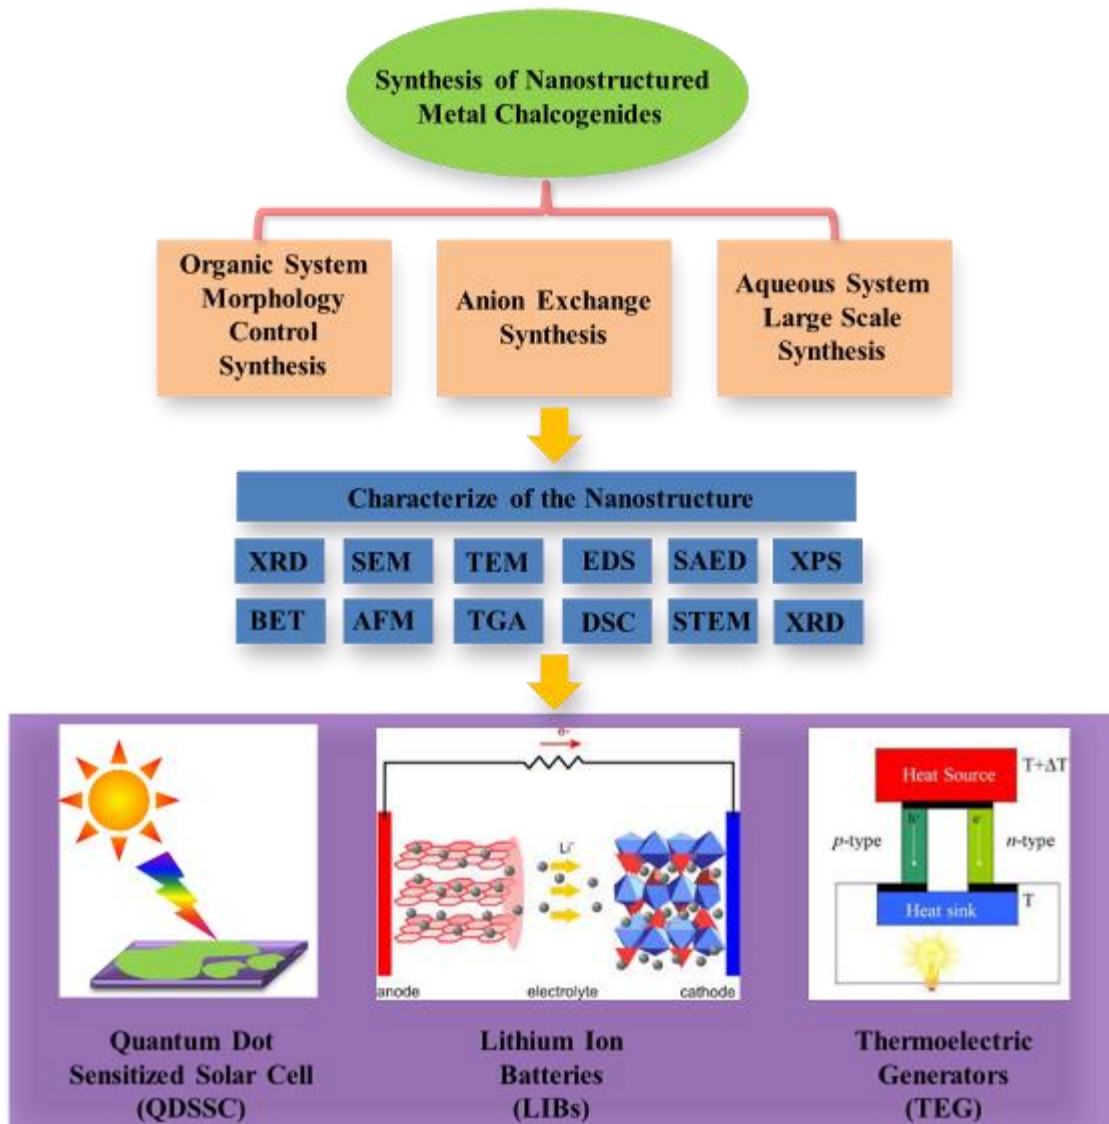 Synthesis of Nanostructured
Metal Chalcogenides
Organic System
Morphology
Control
Synthesis
Anion Exchange
Synthesis
Aqueous System
Large Scale
Synthesis
Characterize of the Nanostructure
XRD SEM TEM EDS SAED XPS
BET AFM TGA DSC STEM XRD
e-
Li⁺
anode electrolyte cathode
Heat Source
T+ΔT
h⁺ e⁻
p-type n-type
Heat sink
T
Quantum Dot
Sensitized Solar Cell
(QDSSC)
Lithium Ion
Batteries
(LIBs)
Thermoelectric
Generators
(TEG)